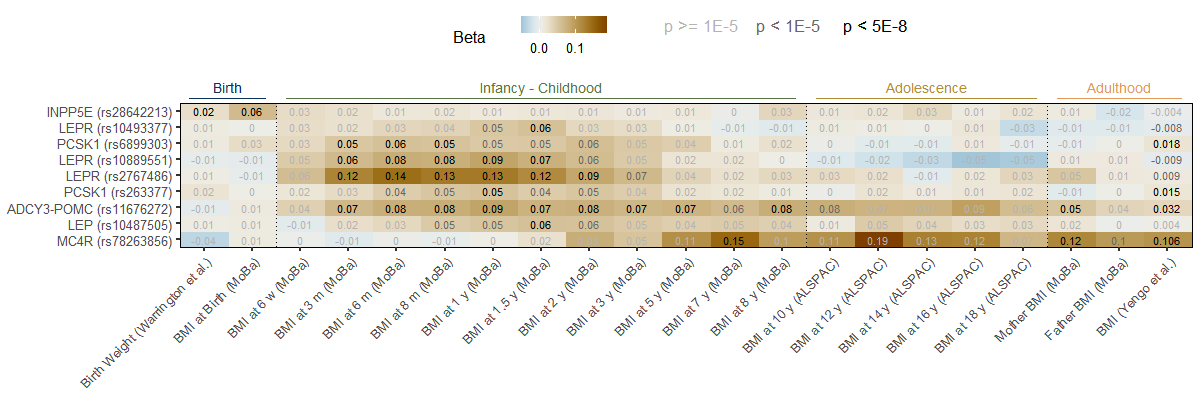 Beta
0.0 0.1
p >= 1E-5 p < 1E-5 p < 5E-8
Birth Infancy - Childhood Adolescence Adulthood
INPP5E (rs28642213) 0.02 0.06 0.03 0.02 0.01 0.02 0.01 0.01 0.01 0.01 0.01 0.01 0.03 0.01 0.01 0.03 0.01 0.02 0.01 -0.02 -0.004
LEPR (rs10493377) 0.01 0 0.03 0.02 0.03 0.04 0.05 0.06 0.03 0.03 0.01 -0.01 -0.01 0.01 0.01 0 0.01 -0.03 -0.01 -0.01 -0.008
PCSK1 (rs6899303) 0.01 0.03 0.03 0.05 0.06 0.05 0.05 0.05 0.06 0.05 0.04 0.01 0.02 0 -0.01 -0.01 0 0.01 0 0.01 0.018
LEPR (rs10889551) -0.01 -0.01 0.05 0.06 0.08 0.08 0.09 0.07 0.06 0.05 0.02 0.02 0 -0.01 -0.02 -0.03 -0.05 -0.05 0.01 0.01 -0.009
LEPR (rs2767486) 0.01 -0.01 0.06 0.12 0.14 0.13 0.13 0.12 0.09 0.07 0.04 0.02 0.03 0.04 0.02 -0.01 0.02 0.04 0.05 0.01 0.009
PCSK1 (rs263377) 0.02 0 0.02 0.03 0.04 0.05 0.05 0.04 0.05 0.04 0.02 0.02 0.03 0.02 0.01 0.01 0.03 0.02 -0.01 0 0.015
ADCY3-POMC (rs11676272) -0.01 0.01 0.04 0.07 0.08 0.08 0.09 0.07 0.08 0.07 0.07 0.06 0.08 0.08 0.09 0.06 0.05 0.04 0.032
LEP (rs10487505) 0.01 0.01 -0.01 0.02 0.03 0.05 0.05 0.06 0.06 0.05 0.05 0.03 0.03 0.01 0.05 0.04 0.03 0.03 0.02 0 0.004
MC4R (rs78263856) -0.04 0.01 0 -0.01 0 -0.01 0 0.02 0.11 0.15 0.1 0.11 0.19 0.13 0.12 0.12 0.1 0.106
Birth Weight (Warrington et al.)
BMI at Birth (MoBa)
BMI at 6 w (MoBa)
BMI at 3 m (MoBa)
BMI at 6 m (MoBa)
BMI at 8 m (MoBa)
BMI at 1 y (MoBa)
BMI at 1.5 y (MoBa)
BMI at 2 y (MoBa)
BMI at 3 y (MoBa)
BMI at 5 y (MoBa)
BMI at 7 y (MoBa)
BMI at 8 y (MoBa)
BMI at 10 y (ALSPAC)
BMI at 12 y (ALSPAC)
BMI at 14 y (ALSPAC)
BMI at 16 y (ALSPAC)
BMI at 18 y (ALSPAC)
Mother BMI (MoBa)
Father BMI (MoBa)
BMI (Yengo et al.)